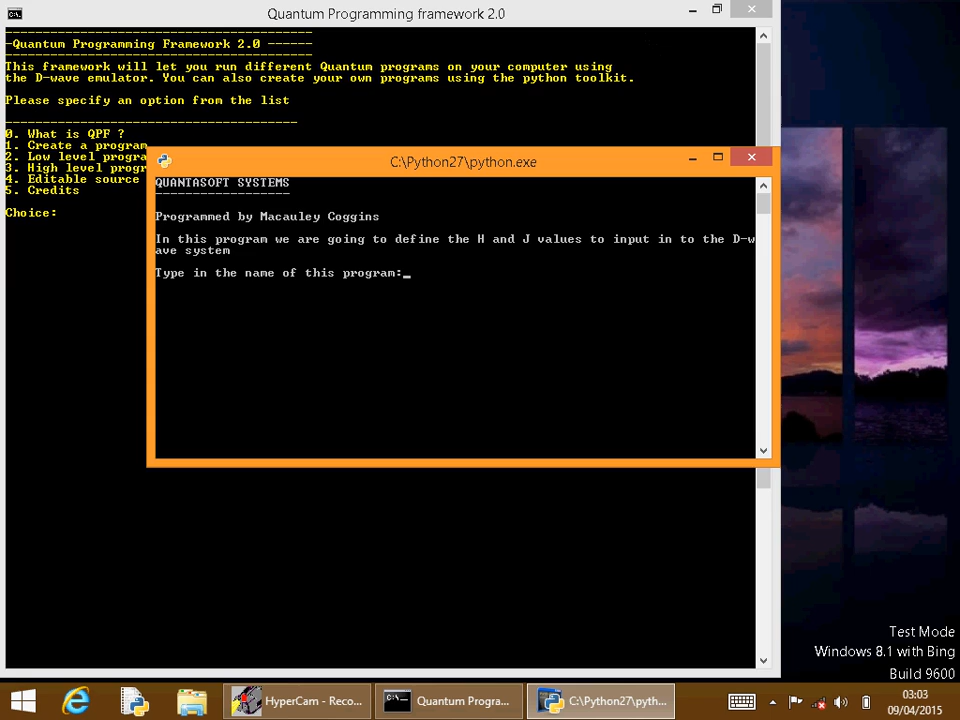 Quantum Programming framework 2.0
-Quantum Programming Framework 2.0 ------
This framework will let you run different Quantum programs on your computer using
the D-wave emulator. You can also create your own programs using the python toolkit.
Please specify an option from the list
0. What is QPF ?
1. Create a program
2. Low level progra
3. High level progr
4. Editable source
5. Credits
Choice:
C:\Python27\python.exe
QUANTASOFT SYSTEMS
Programmed by Macauley Coggins
In this program we are going to define the H and J values to input in to the D-w
ave system
Type in the name of this program:_
Test Mode
Windows 8.1 with Bing
Build 9600
HyperCam - Reco...
Quantum Progra...
C:\Python27\pyth...
03:03
09/04/2015